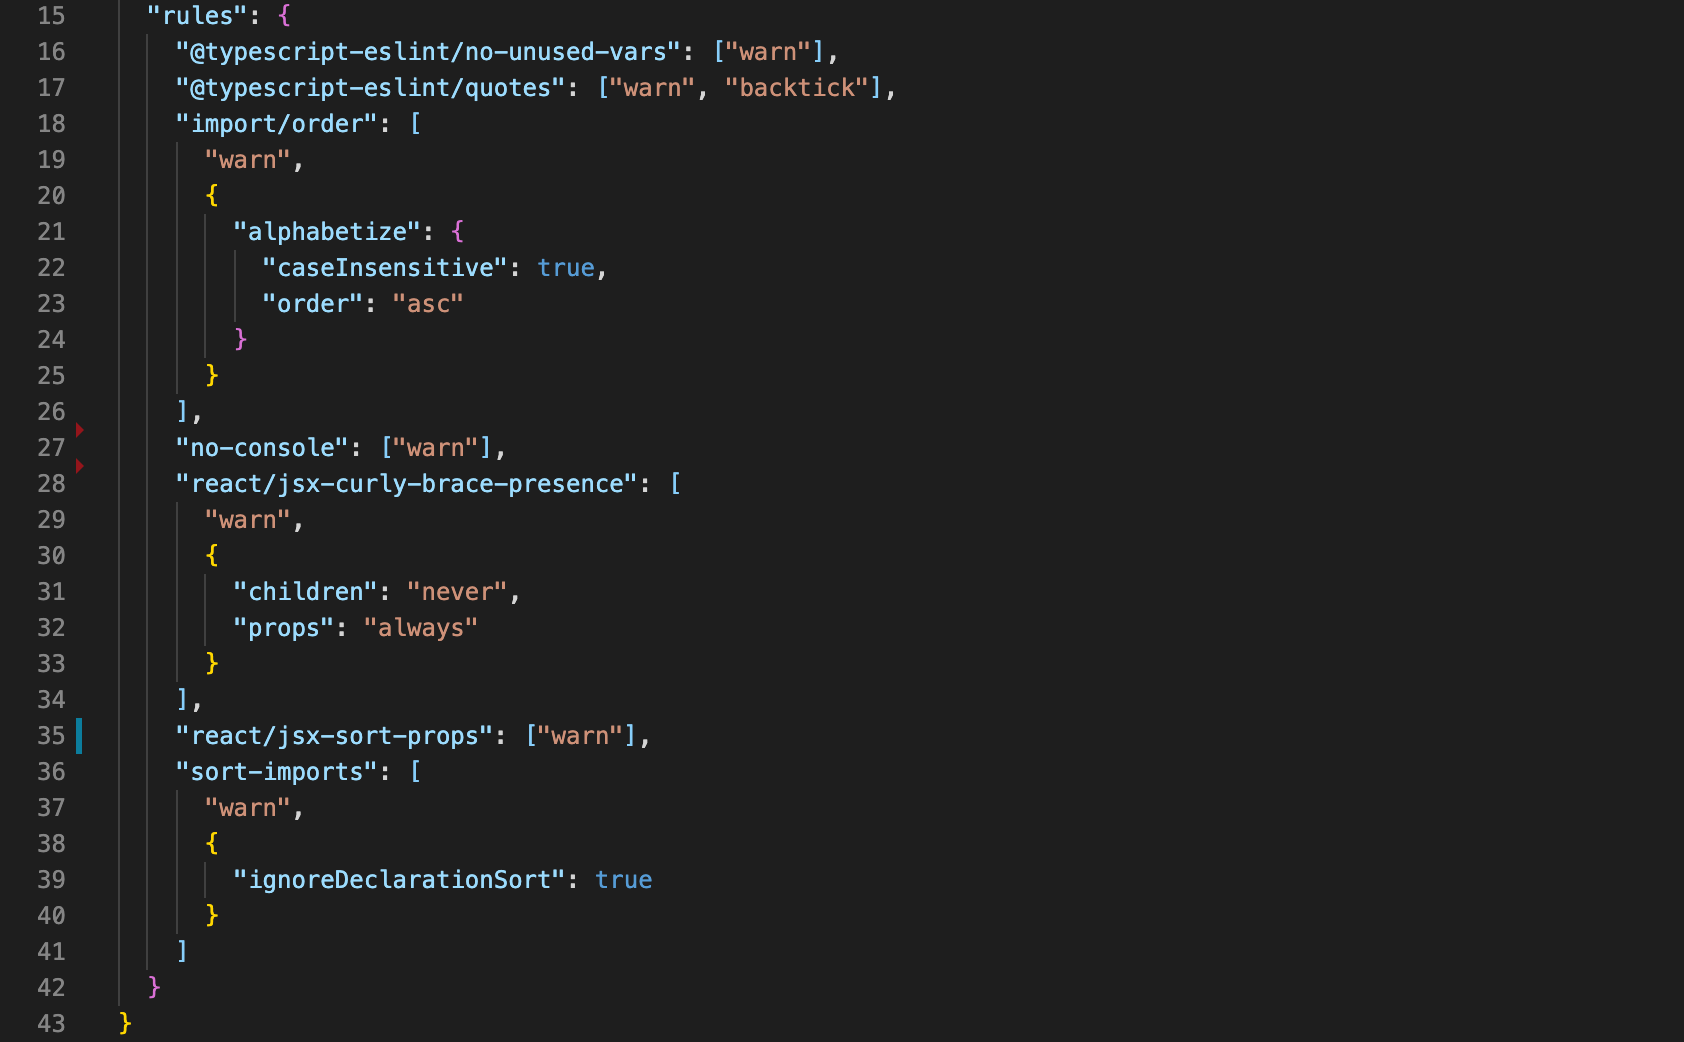 15 "rules": {
16 "@typescript-eslint/no-unused-vars": ["warn"],
17 "@typescript-eslint/quotes": ["warn", "backtick"],
18 "import/order": [
19 "warn",
20 {
21 "alphabetize": {
22 "caseInsensitive": true,
23 "order": "asc"
24 }
25 }
26 ],
27 "no-console": ["warn"],
28 "react/jsx-curly-brace-presence": [
29 "warn",
30 {
31 "children": "never",
32 "props": "always"
33 }
34 ],
35 "react/jsx-sort-props": ["warn"],
36 "sort-imports": [
37 "warn",
38 {
39 "ignoreDeclarationSort": true
40 }
41 ]
42 }
43 }